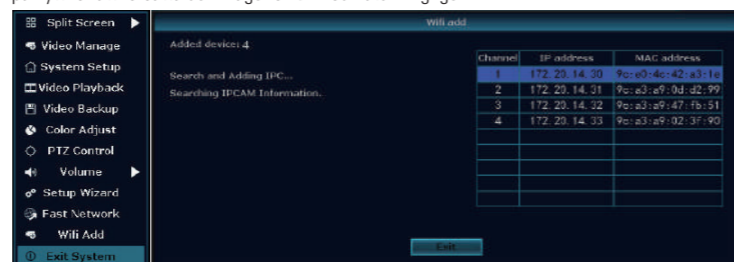 Split Screen
Video Manage
System Setup
Video Playback
Video Backup
Color Adjust
PTZ Control
Volume
Setup Wizard
Fast Network
Wifi Add
Exit System
Wifi add
Added device: 4
Search and Adding IPC...
Searching IPCAM Information.
Channel IP address MAC address
1 172.20.14.30 9c:e0:4c:42:a3:1e
2 172.20.14.31 9c:a3:a9:0d:d2:99
3 172.20.14.32 9c:a3:a9:47:fb:51
4 172.20.14.33 9c:a3:a9:02:3f:90
Exit